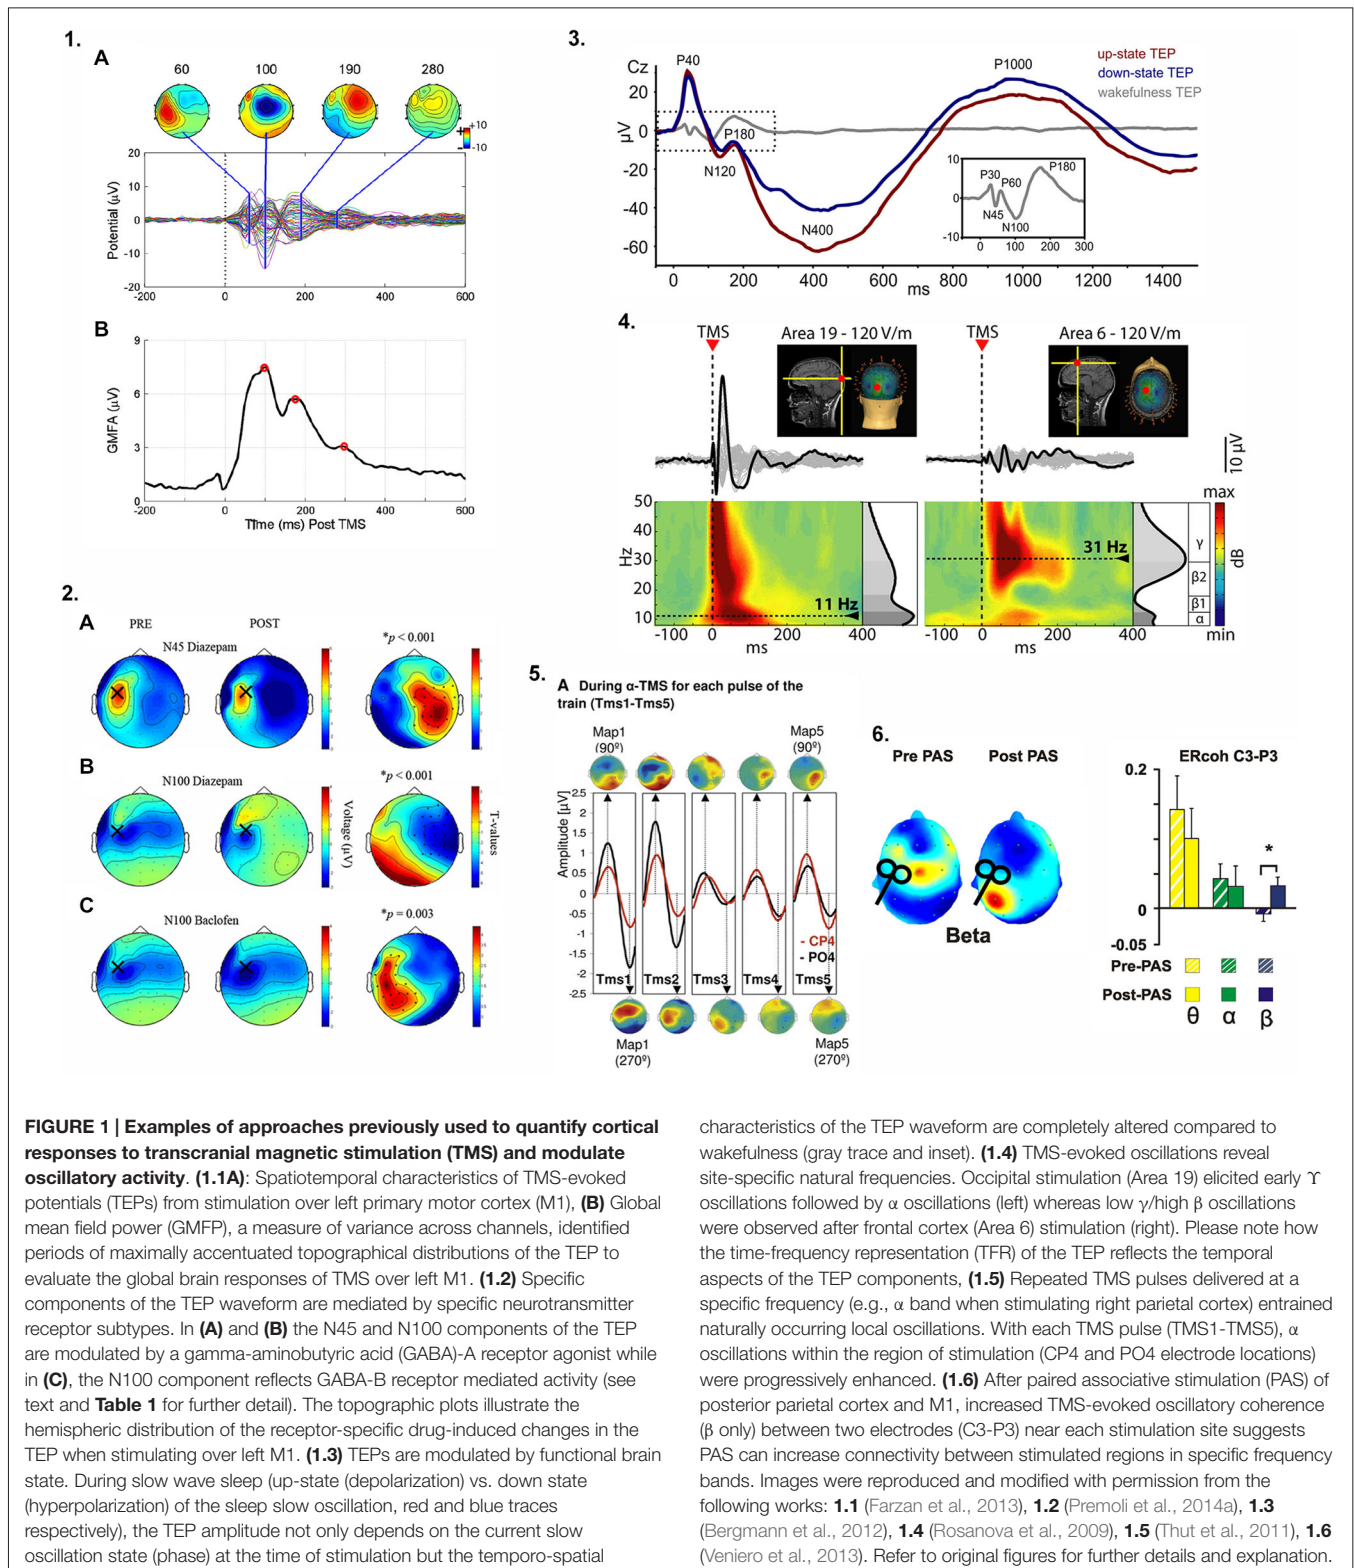 1.
A
60 100 190 280
+10
-10
20
10
0
-10
-20
Potential (µV)
-200 0 200 400 600
B
9
6
3
0
GMFA (µV)
-200 -100 0 100 200 400 600
Time (ms) Post TMS
2.
A
PRE POST
N45 Diazepam
*p < 0.001
B
N100 Diazepam
*p < 0.001
Voltage (µV)
T-values
C
N100 Baclofen
*p = 0.003
3.
Cz
20
0
-20
-40
-60
µV
P40
P180
N120
N400
P1000
up-state TEP
down-state TEP
wakefulness TEP
10
0
-10
P30
P60
P180
N45
N100
0 100 200 300
0 200 400 600 800 1000 1200 1400
ms
4.
TMS
Area 19 - 120 V/m
TMS
Area 6 - 120 V/m
10 µV
50
40
30
20
10
Hz
11 Hz
31 Hz
γ
β2
β1
α
max
dB
min
-100 0 200 400
ms
-100 0 200 400
ms
5.
A During α-TMS for each pulse of the
train (Tms1-Tms5)
Map1
(90º)
Map5
(90º)
2.5
2
1.5
1
0.5
0
-0.5
-1
-1.5
-2
-2.5
Amplitude [µV]
- CP4
- PO4
Tms1 Tms2 Tms3 Tms4 Tms5
Map1
(270º)
Map5
(270º)
6.
Pre PAS Post PAS
Beta
ERcoh C3-P3
0.2
0
-0.05
*
Pre-PAS
Post-PAS
θ α β
FIGURE 1 | Examples of approaches previously used to quantify cortical
responses to transcranial magnetic stimulation (TMS) and modulate
oscillatory activity. (1.1A): Spatiotemporal characteristics of TMS-evoked
potentials (TEPs) from stimulation over left primary motor cortex (M1), (B) Global
mean field power (GMFP), a measure of variance across channels, identified
periods of maximally accentuated topographical distributions of the TEP to
evaluate the global brain responses of TMS over left M1. (1.2) Specific
components of the TEP waveform are mediated by specific neurotransmitter
receptor subtypes. In (A) and (B) the N45 and N100 components of the TEP
are modulated by a gamma-aminobutyric acid (GABA)-A receptor agonist while
in (C), the N100 component reflects GABA-B receptor mediated activity (see
text and Table 1 for further detail). The topographic plots illustrate the
hemispheric distribution of the receptor-specific drug-induced changes in the
TEP when stimulating over left M1. (1.3) TEPs are modulated by functional brain
state. During slow wave sleep (up-state (depolarization) vs. down state
(hyperpolarization) of the sleep slow oscillation, red and blue traces
respectively), the TEP amplitude not only depends on the current slow
oscillation state (phase) at the time of stimulation but the temporo-spatial
characteristics of the TEP waveform are completely altered compared to
wakefulness (gray trace and inset). (1.4) TMS-evoked oscillations reveal
site-specific natural frequencies. Occipital stimulation (Area 19) elicited early ϒ
oscillations followed by α oscillations (left) whereas low γ/high β oscillations
were observed after frontal cortex (Area 6) stimulation (right). Please note how
the time-frequency representation (TFR) of the TEP reflects the temporal
aspects of the TEP components, (1.5) Repeated TMS pulses delivered at a
specific frequency (e.g., α band when stimulating right parietal cortex) entrained
naturally occurring local oscillations. With each TMS pulse (TMS1-TMS5), α
oscillations within the region of stimulation (CP4 and PO4 electrode locations)
were progressively enhanced. (1.6) After paired associative stimulation (PAS) of
posterior parietal cortex and M1, increased TMS-evoked oscillatory coherence
(β only) between two electrodes (C3-P3) near each stimulation site suggests
PAS can increase connectivity between stimulated regions in specific frequency
bands. Images were reproduced and modified with permission from the
following works: 1.1 (Farzan et al., 2013), 1.2 (Premoli et al., 2014a), 1.3
(Bergmann et al., 2012), 1.4 (Rosanova et al., 2009), 1.5 (Thut et al., 2011), 1.6
(Veniero et al., 2013). Refer to original figures for further details and explanation.